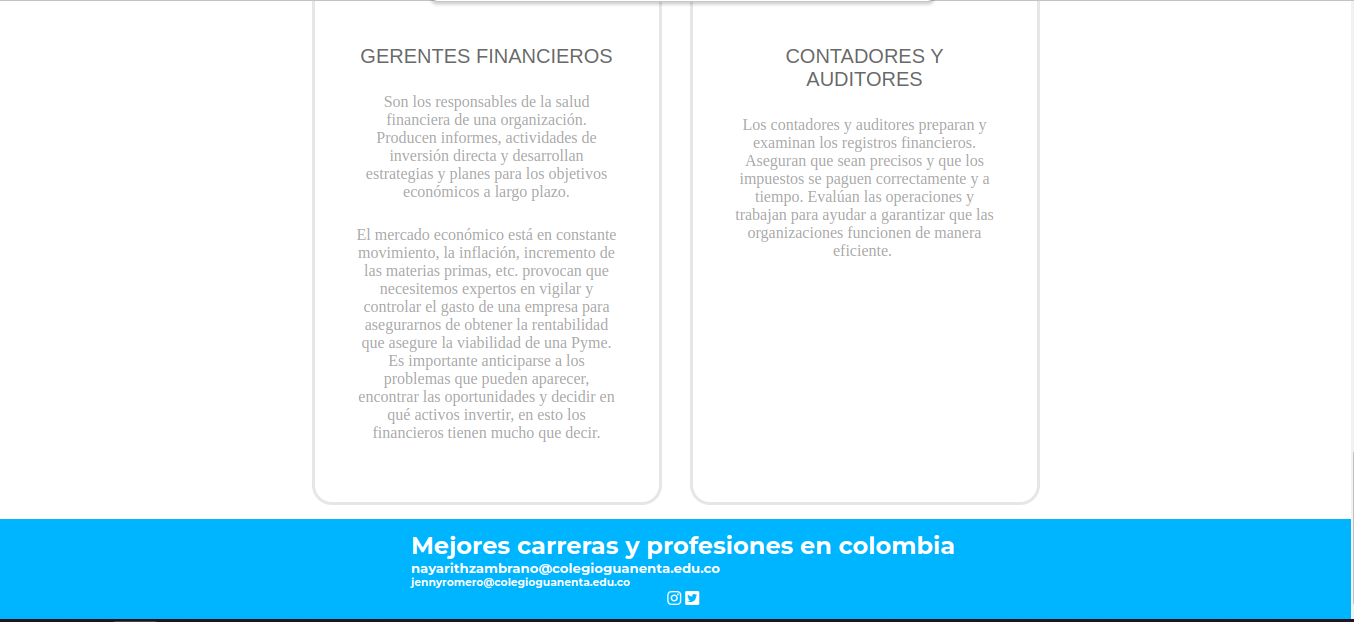 GERENTES FINANCIEROS
Son los responsables de la salud
financiera de una organización.
Producen informes, actividades de
inversión directa y desarrollan
estrategias y planes para los objetivos
económicos a largo plazo.
El mercado económico está en constante
movimiento, la inflación, incremento de
las materias primas, etc. provocan que
necesitemos expertos en vigilar y
controlar el gasto de una empresa para
asegurarnos de obtener la rentabilidad
que asegure la viabilidad de una Pyme.
Es importante anticiparse a los
problemas que pueden aparecer,
encontrar las oportunidades y decidir en
qué activos invertir, en esto los
financieros tienen mucho que decir.
CONTADORES Y
AUDITORES
Los contadores y auditores preparan y
examinan los registros financieros.
Aseguran que sean precisos y que los
impuestos se paguen correctamente y a
tiempo. Evalúan las operaciones y
trabajan para ayudar a garantizar que las
organizaciones funcionen de manera
eficiente.
Mejores carreras y profesiones en colombia
nayarithzambrano@colegioguanenta.edu.co
jennyromero@colegioguanenta.edu.co